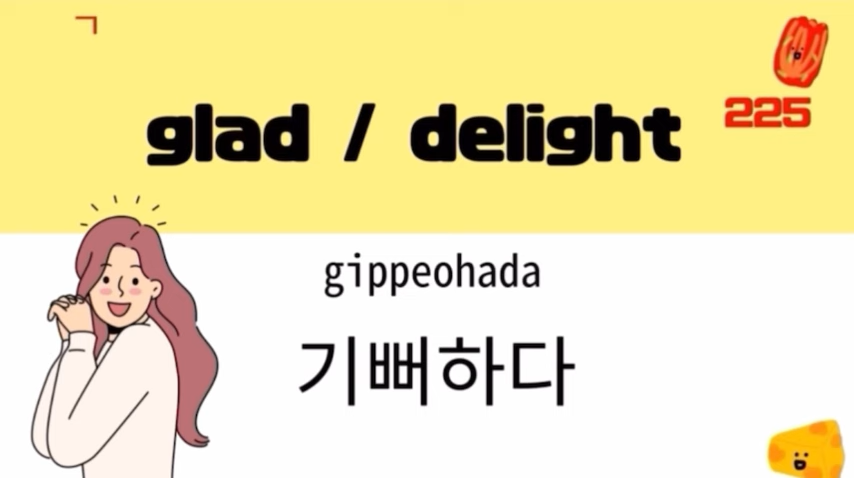 ㄱ
225
glad / delight
gippeohada
기뻐하다